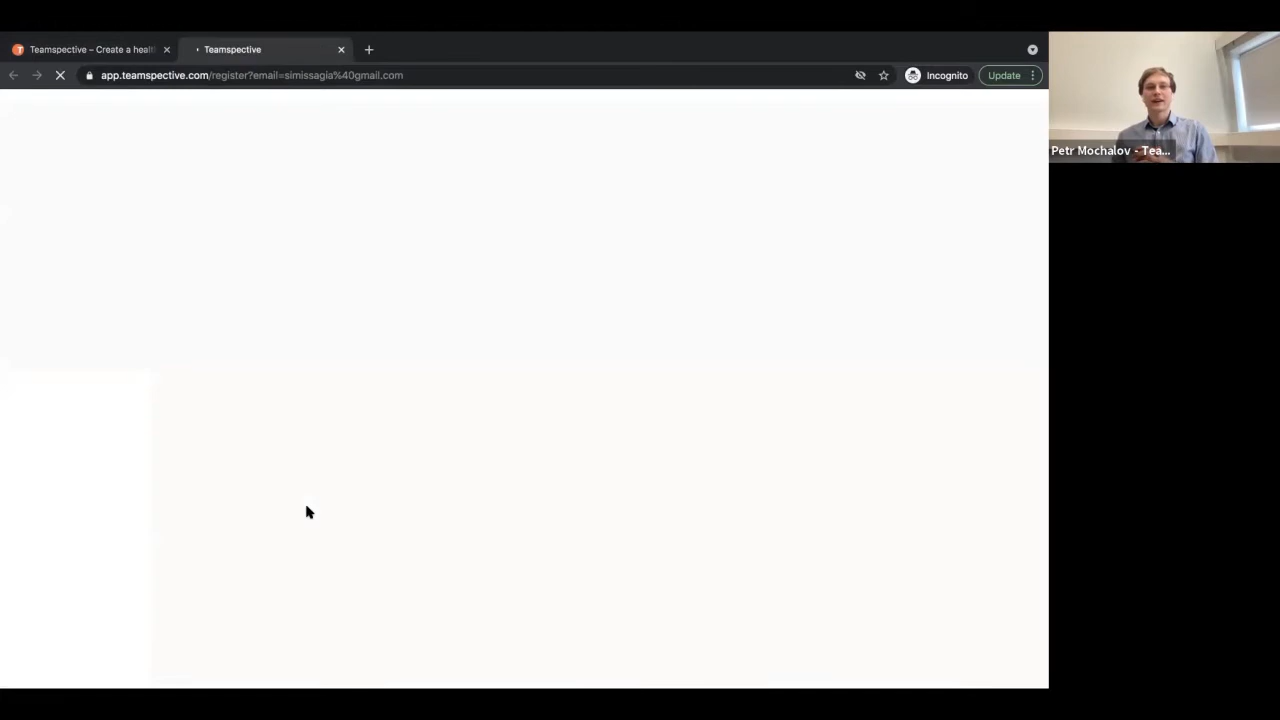 Teamspective – Create a healt
Teamspective
app.teamspective.com/register?email=simissagia%40gmail.com
Incognito
Update
Petr Mochalov - Tea...